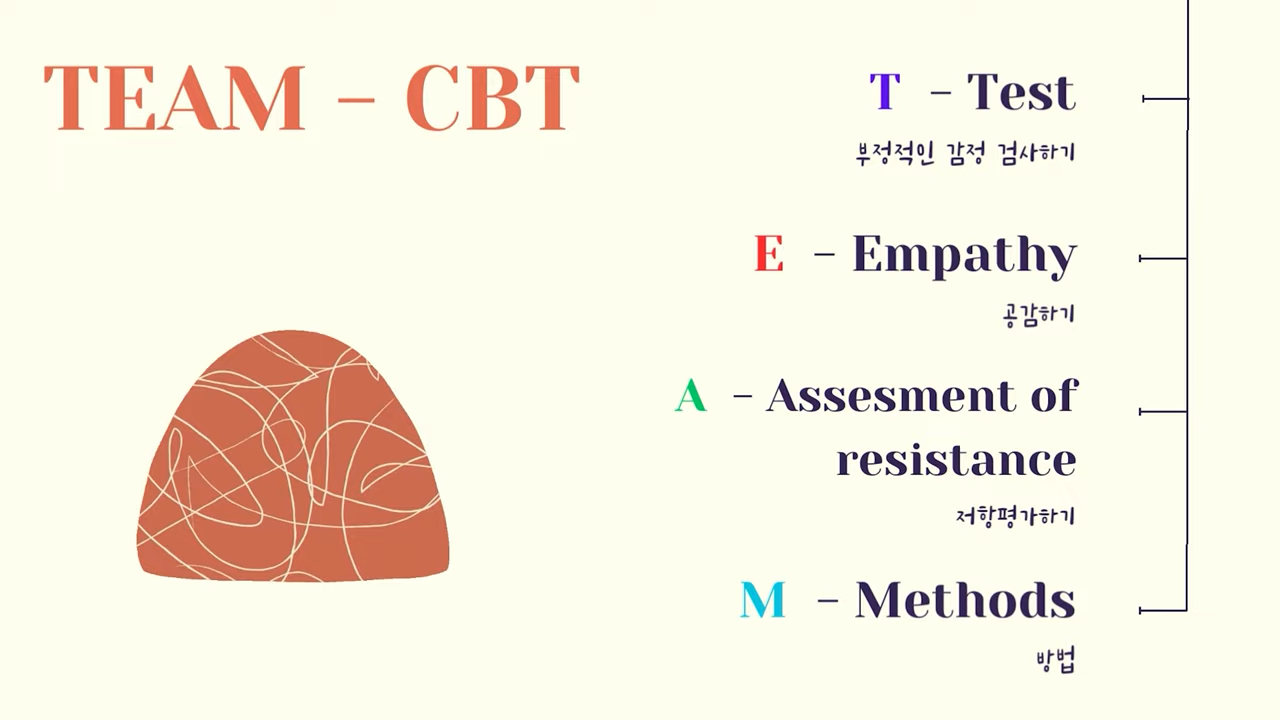 TEAM – CBT
T – Test
부정적인 감정 검사하기
E – Empathy
공감하기
A – Assesment of
resistance
저항평가하기
M – Methods
방법